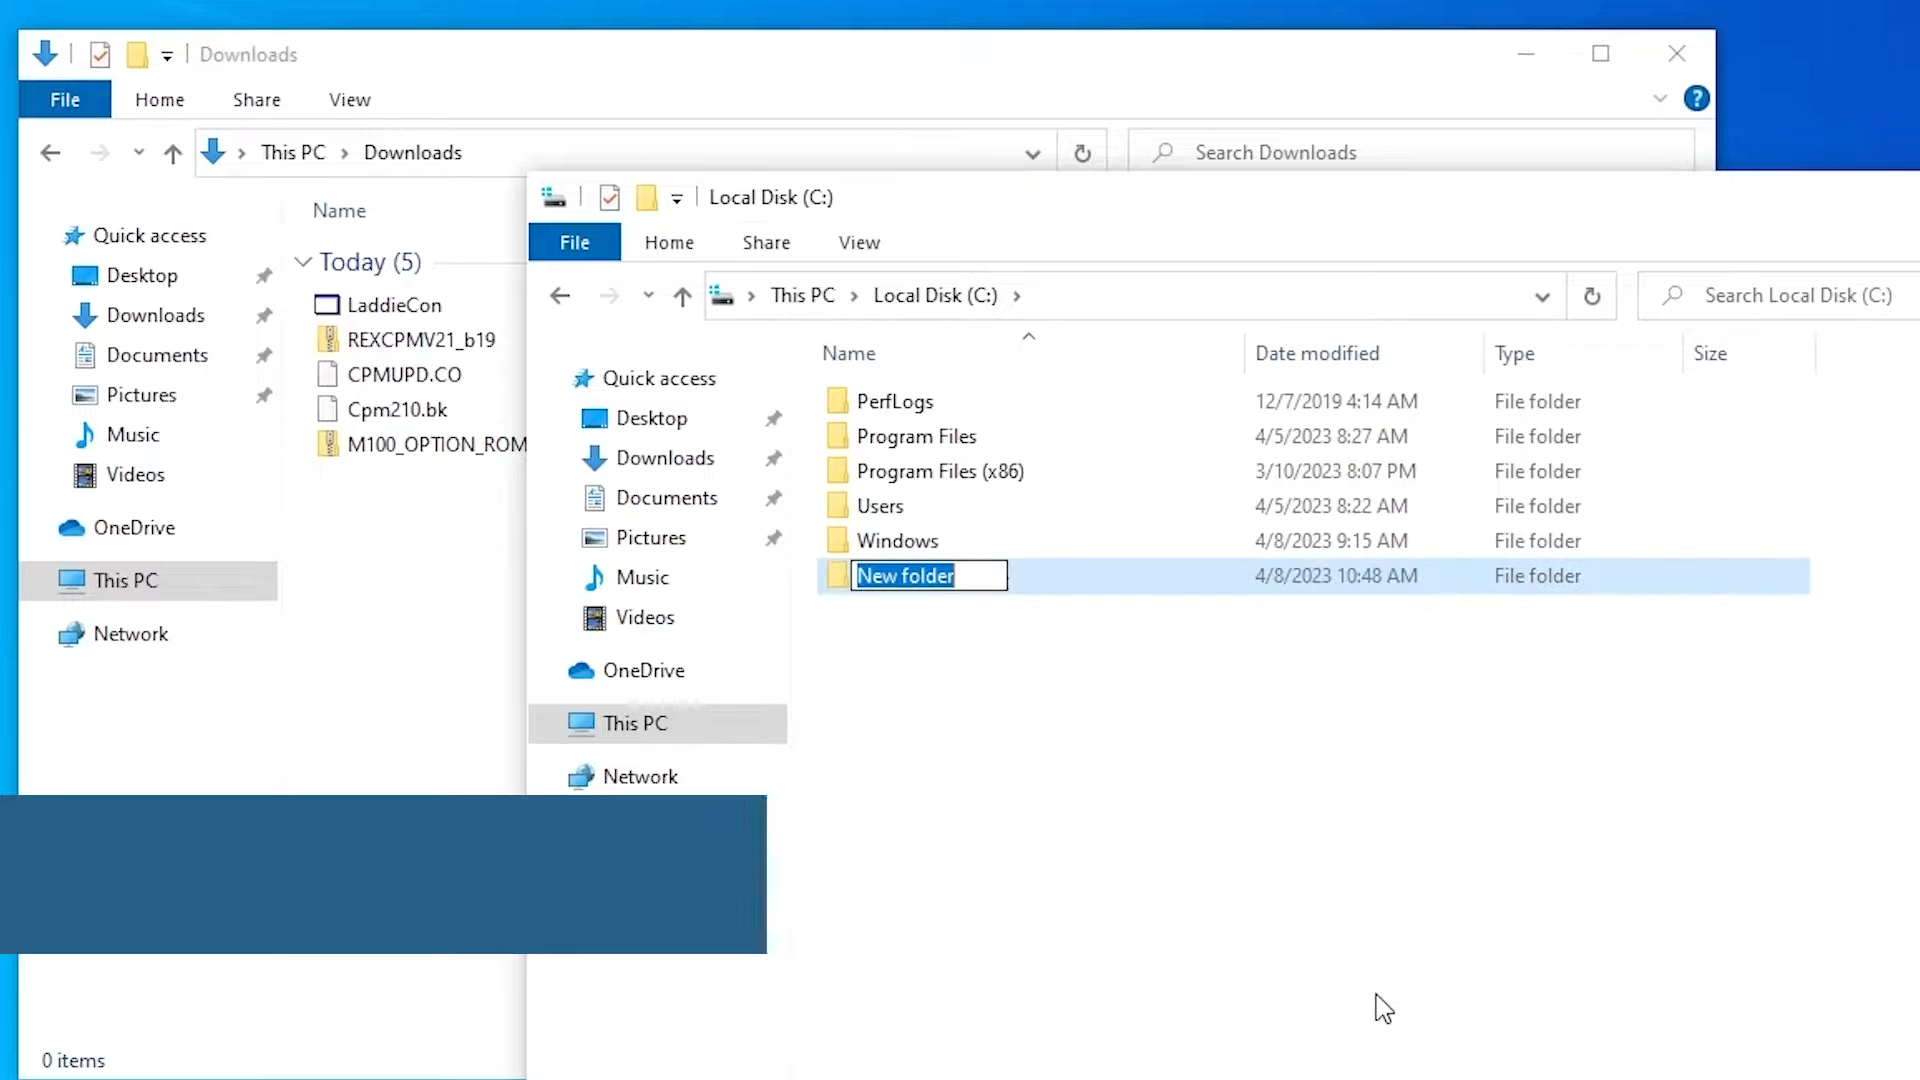 Downloads
File Home Share View
This PC > Downloads
Search Downloads
Name
Quick access
Desktop
Downloads
Documents
Pictures
Music
Videos
OneDrive
This PC
Network
Today (5)
LaddieCon
REXCPMV21_b19
CPMUPD.CO
Cpm210.bk
M100_OPTION_ROM
0 items
Local Disk (C:)
File Home Share View
This PC > Local Disk (C:) >
Search Local Disk (C:)
Quick access
Desktop
Downloads
Documents
Pictures
Music
Videos
OneDrive
This PC
Network
Name Date modified Type Size
PerfLogs 12/7/2019 4:14 AM File folder
Program Files 4/5/2023 8:27 AM File folder
Program Files (x86) 3/10/2023 8:07 PM File folder
Users 4/5/2023 8:22 AM File folder
Windows 4/8/2023 9:15 AM File folder
New folder 4/8/2023 10:48 AM File folder